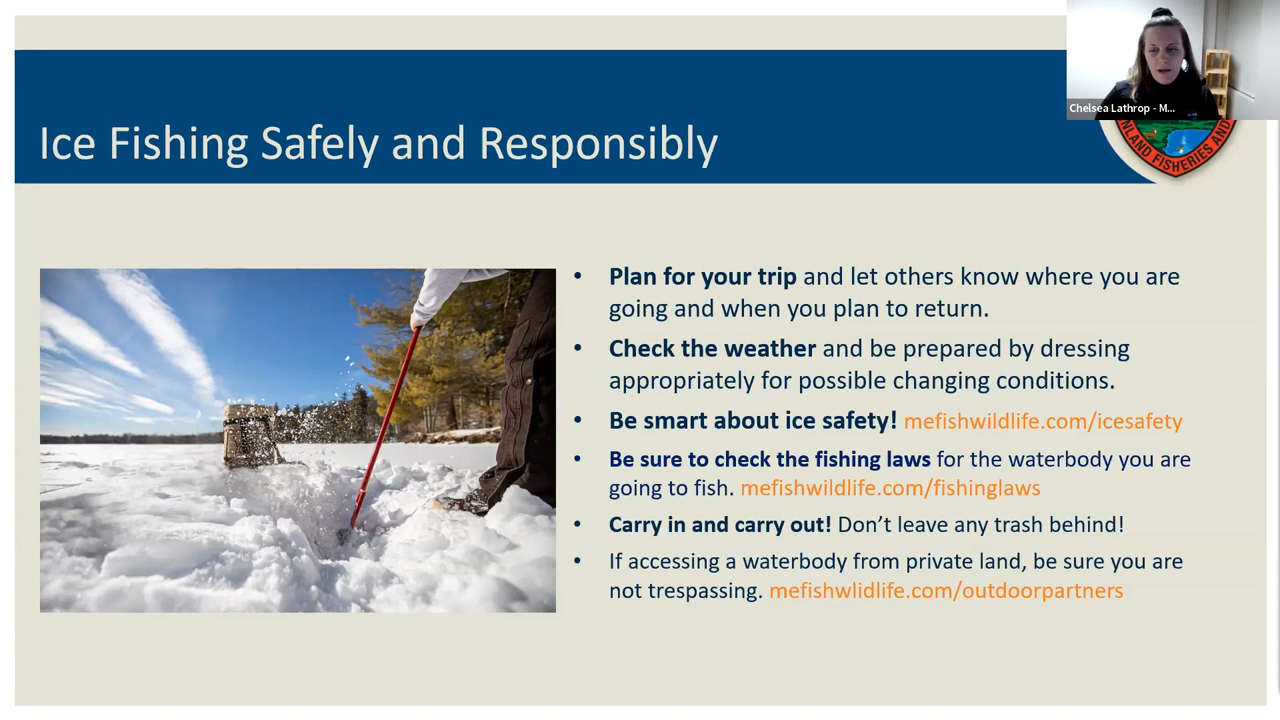 Chelsea Lathrop - M...
INLAND FISHERIES AND
Ice Fishing Safely and Responsibly
• Plan for your trip and let others know where you are
going and when you plan to return.
• Check the weather and be prepared by dressing
appropriately for possible changing conditions.
• Be smart about ice safety! mefishwildlife.com/icesafety
• Be sure to check the fishing laws for the waterbody you are
going to fish. mefishwildlife.com/fishinglaws
• Carry in and carry out! Don’t leave any trash behind!
• If accessing a waterbody from private land, be sure you are
not trespassing. mefishwlidlife.com/outdoorpartners